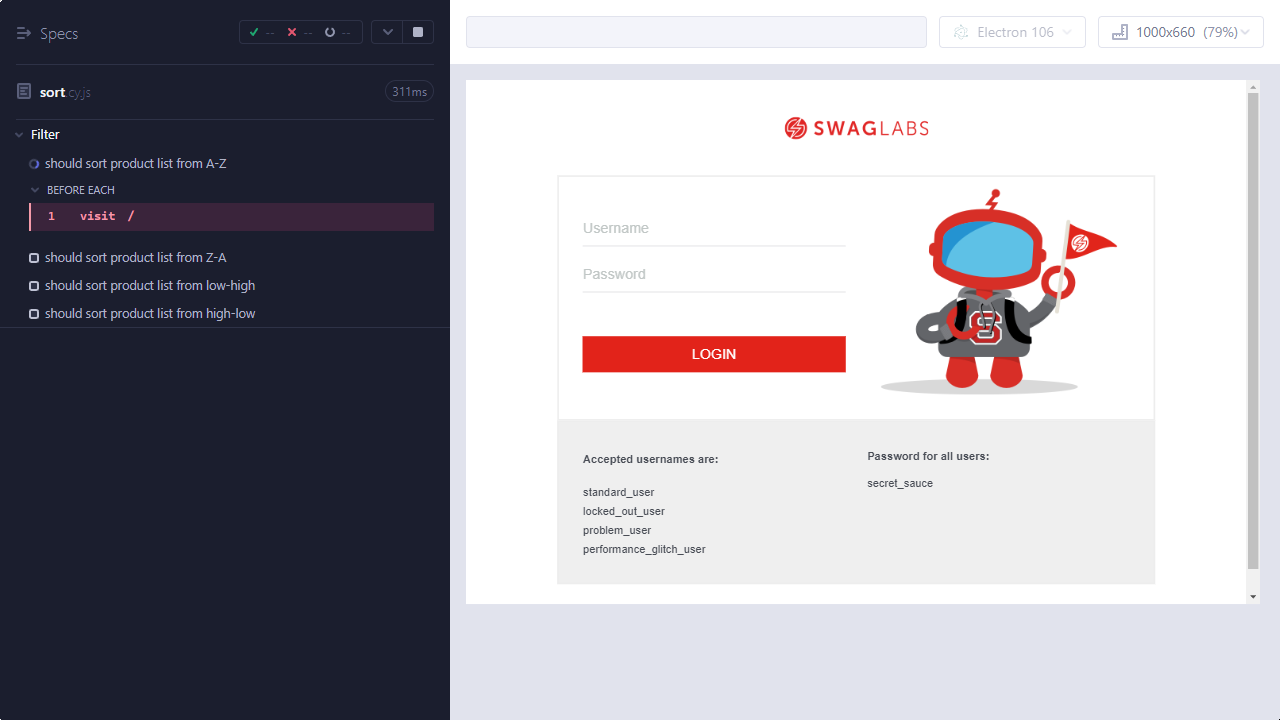 Specs
--
--
--
sort.cy.js
311ms
Filter
should sort product list from A-Z
BEFORE EACH
1 visit /
should sort product list from Z-A
should sort product list from low-high
should sort product list from high-low
Electron 106
1000x660 (79%)
SWAGLABS
Username
Password
LOGIN
S
Accepted usernames are:
standard_user
locked_out_user
problem_user
performance_glitch_user
Password for all users:
secret_sauce